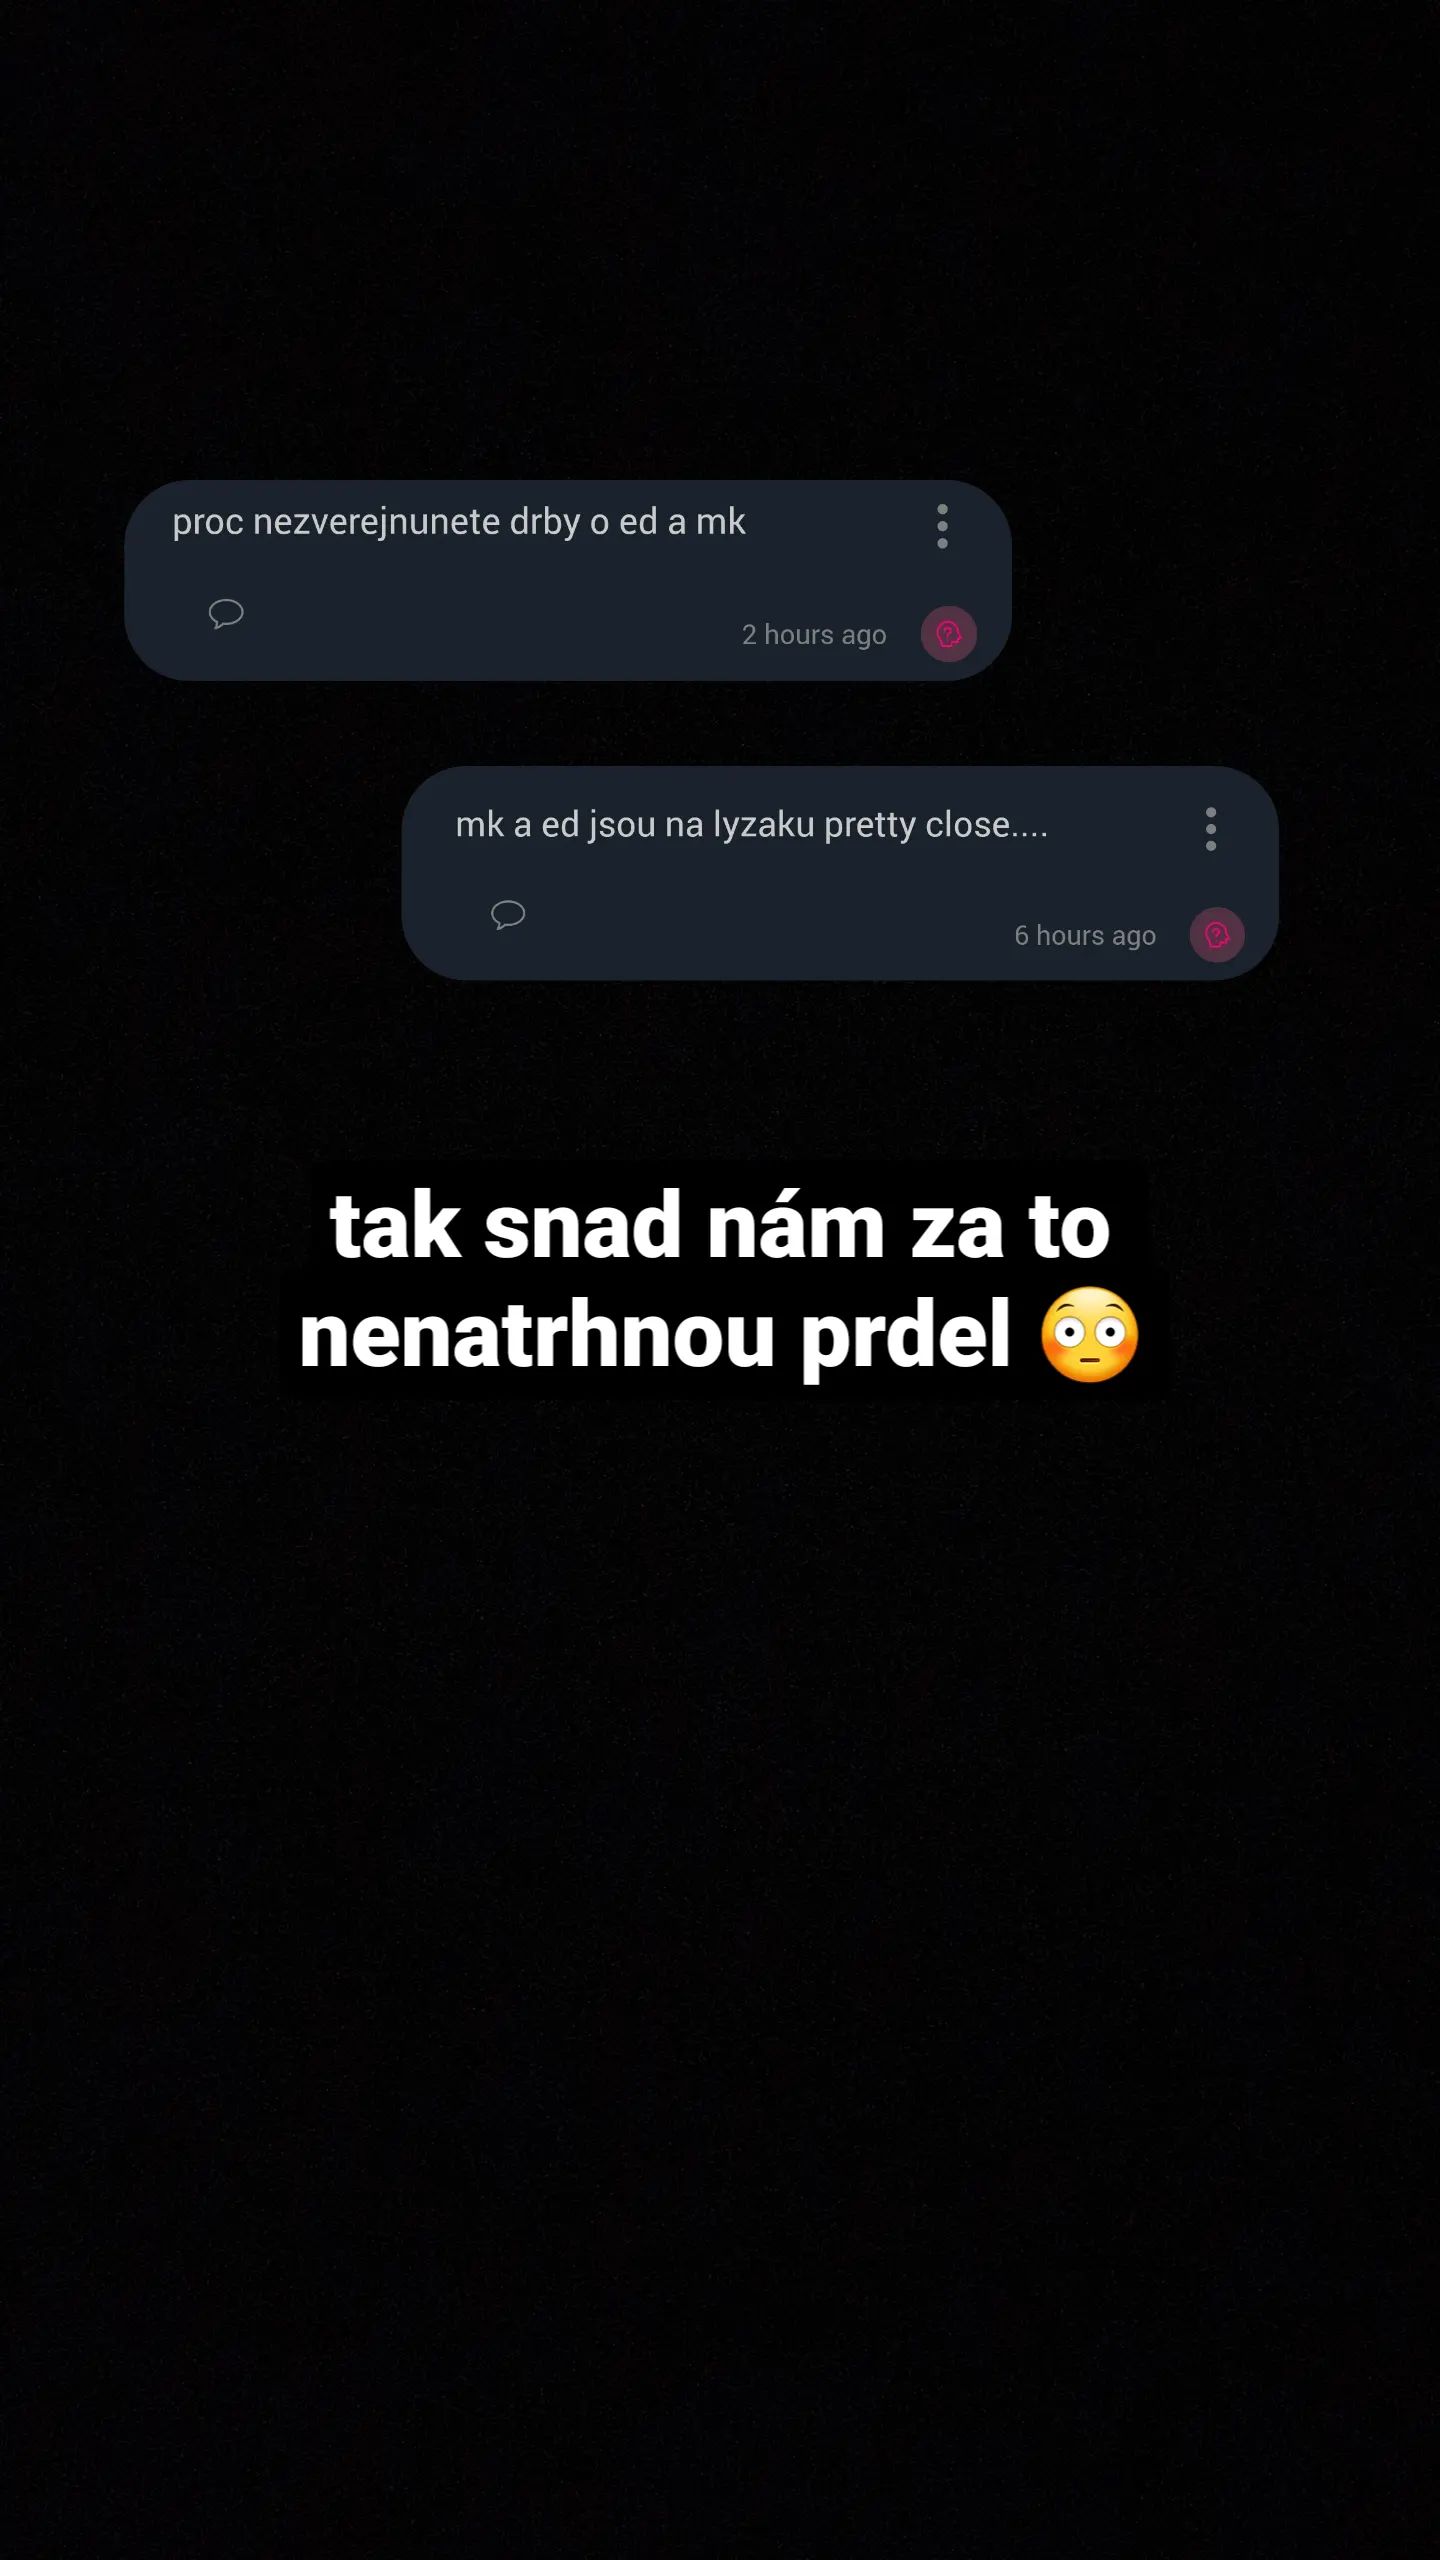 proc nezverejnunete drby o ed a mk
2 hours ago
mk a ed jsou na lyzaku pretty close....
6 hours ago
tak snad nám za to
nenatrhnou prdel 😳